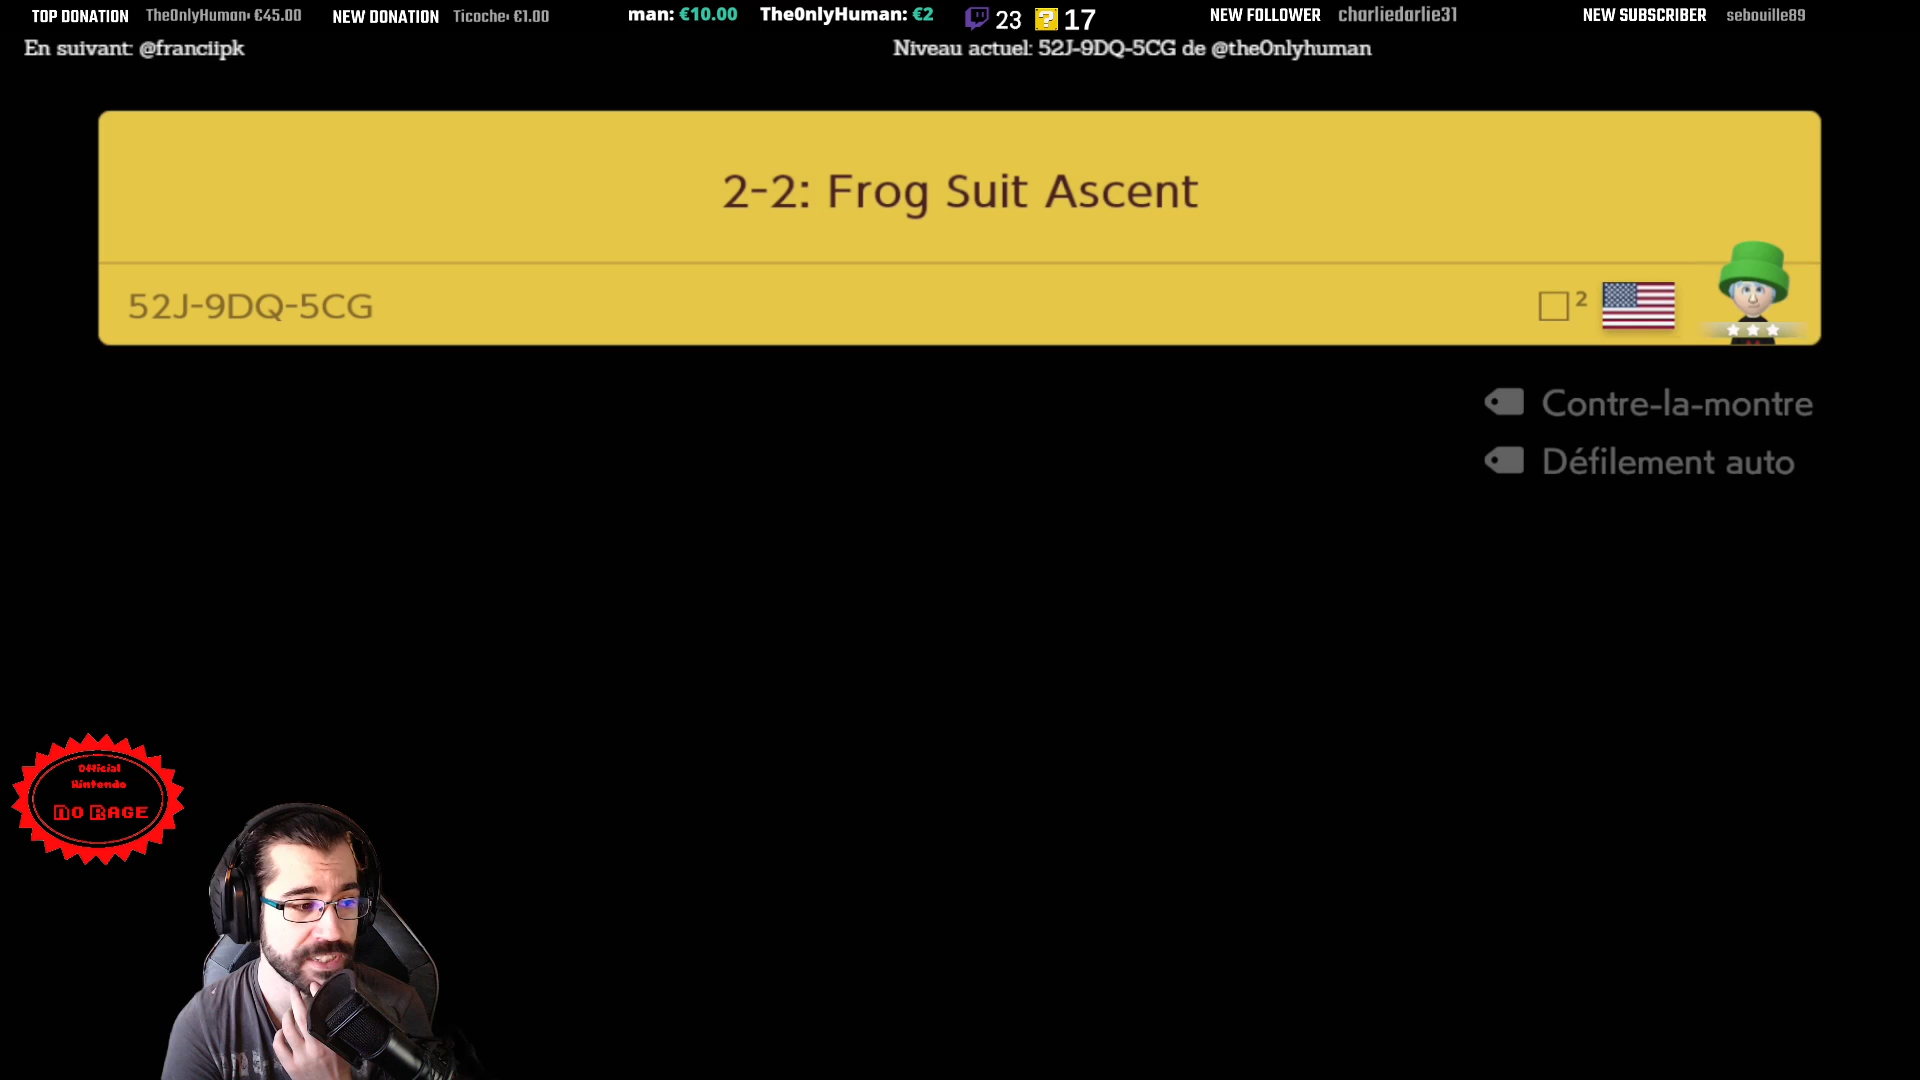 TOP DONATION TheOnlyHuman: €45.00 NEW DONATION Ticoche: €1.00 man: €10.00 The0nlyHuman: €2 23 17 NEW FOLLOWER charliedarlie31 NEW SUBSCRIBER sebouille89
En suivant: @franciipk Niveau actuel: 52J-9DQ-5CG de @the0nlyhuman
2-2: Frog Suit Ascent
52J-9DQ-5CG 2
Contre-la-montre
Défilement auto
Official
Nintendo
No Rage